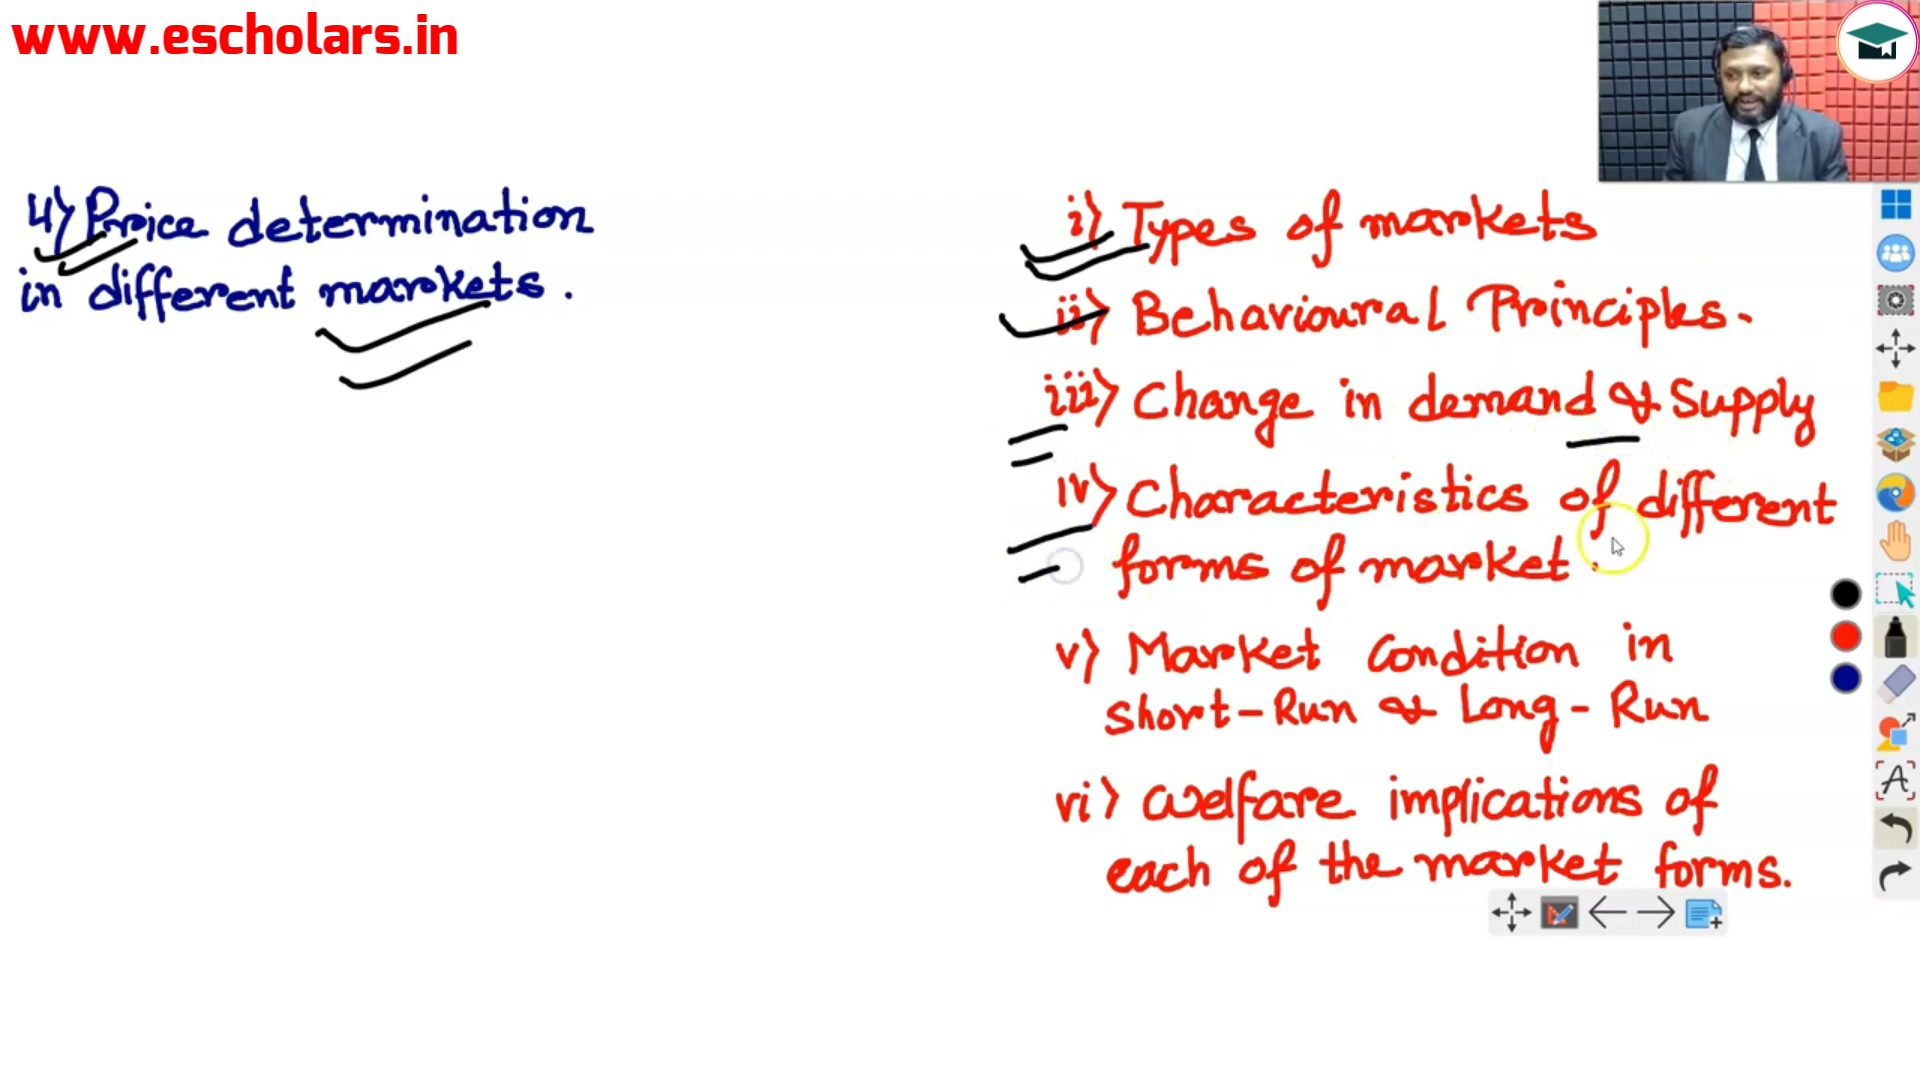 www.escholars.in
4) Price determination
in different markets.
i) Types of markets
ii) Behavioural Principles.
iii) Change in demand & Supply
iv) Characteristics of different
forms of market.
v) Market Condition in
Short-Run & Long-Run
vi) Welfare implications of
each of the market forms.